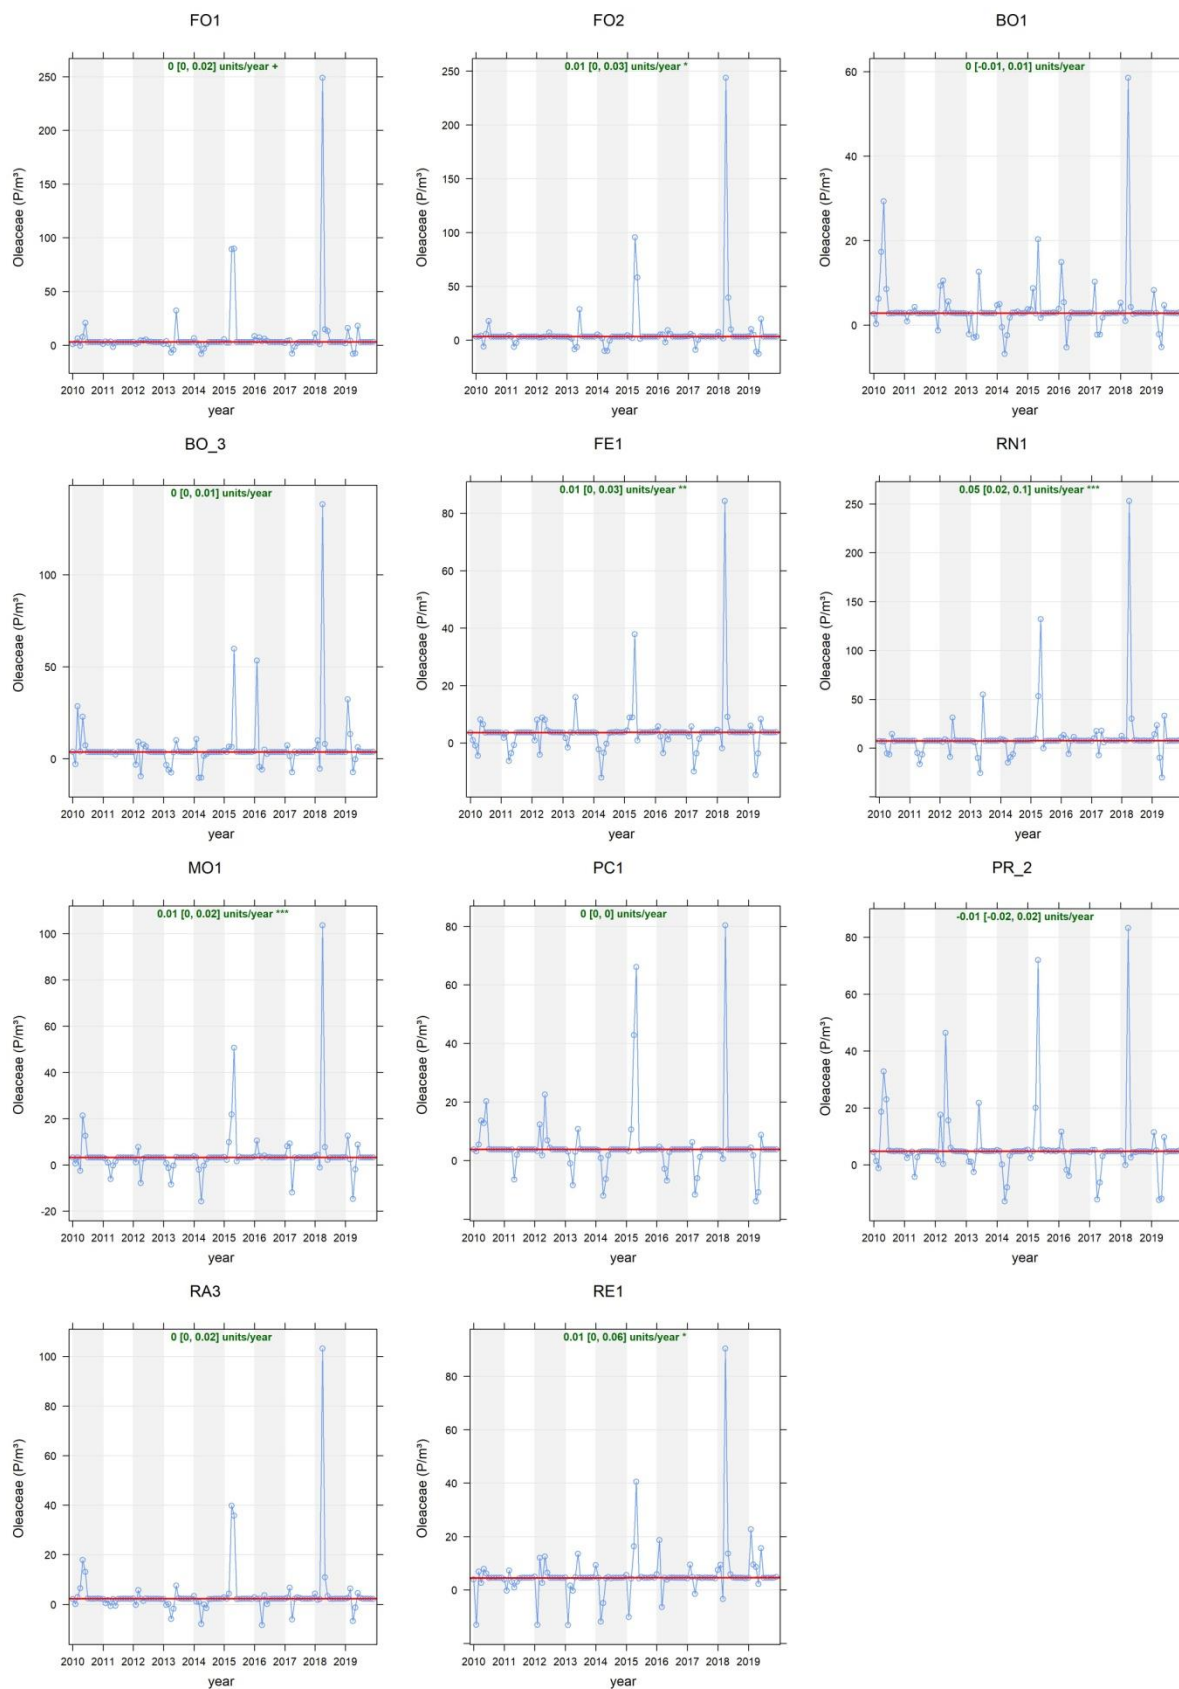 FO1
0 [0, 0.02] units/year +
250
200
150
100
50
0
Oleaceae (P/m³)
2010 2011 2012 2013 2014 2015 2016 2017 2018 2019
year
FO2
0.01 [0, 0.03] units/year *
250
200
150
100
50
0
Oleaceae (P/m³)
2010 2011 2012 2013 2014 2015 2016 2017 2018 2019
year
BO1
0 [-0.01, 0.01] units/year
60
40
20
0
Oleaceae (P/m³)
2010 2011 2012 2013 2014 2015 2016 2017 2018 2019
year
BO_3
0 [0, 0.01] units/year
100
50
0
Oleaceae (P/m³)
2010 2011 2012 2013 2014 2015 2016 2017 2018 2019
year
FE1
0.01 [0, 0.03] units/year **
80
60
40
20
0
Oleaceae (P/m³)
2010 2011 2012 2013 2014 2015 2016 2017 2018 2019
year
RN1
0.05 [0.02, 0.1] units/year ***
250
200
150
100
50
0
Oleaceae (P/m³)
2010 2011 2012 2013 2014 2015 2016 2017 2018 2019
year
MO1
0.01 [0, 0.02] units/year ***
100
80
60
40
20
0
-20
Oleaceae (P/m³)
2010 2011 2012 2013 2014 2015 2016 2017 2018 2019
year
PC1
0 [0, 0] units/year
80
60
40
20
0
Oleaceae (P/m³)
2010 2011 2012 2013 2014 2015 2016 2017 2018 2019
year
PR_2
-0.01 [-0.02, 0.02] units/year
80
60
40
20
0
Oleaceae (P/m³)
2010 2011 2012 2013 2014 2015 2016 2017 2018 2019
year
RA3
0 [0, 0.02] units/year
100
80
60
40
20
0
Oleaceae (P/m³)
2010 2011 2012 2013 2014 2015 2016 2017 2018 2019
year
RE1
0.01 [0, 0.06] units/year *
80
60
40
20
0
Oleaceae (P/m³)
2010 2011 2012 2013 2014 2015 2016 2017 2018 2019
year